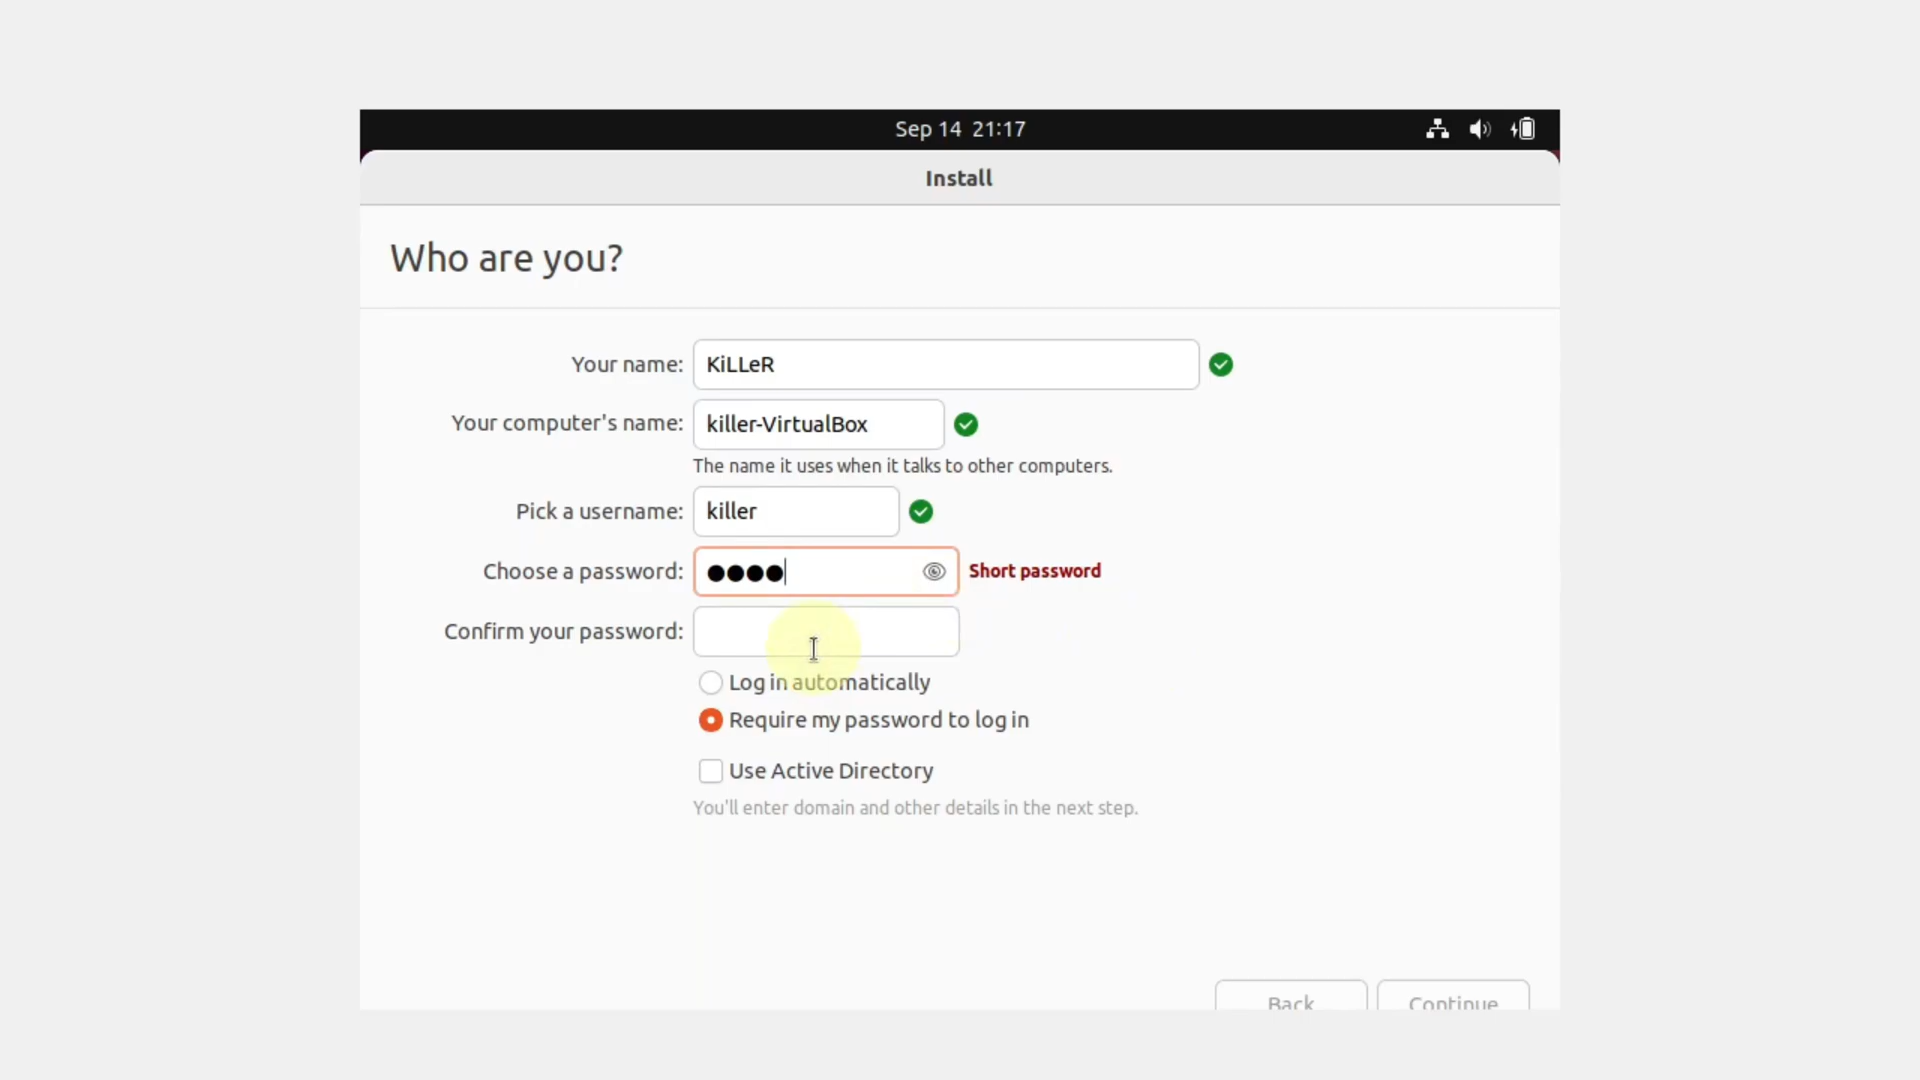 Sep 14 21:17
Install
Who are you?
Your name: KiLLeR
Your computer's name: killer-VirtualBox
The name it uses when it talks to other computers.
Pick a username: killer
Choose a password: ●●●● Short password
Confirm your password:
Log in automatically
Require my password to log in
Use Active Directory
You'll enter domain and other details in the next step.
Back Continue